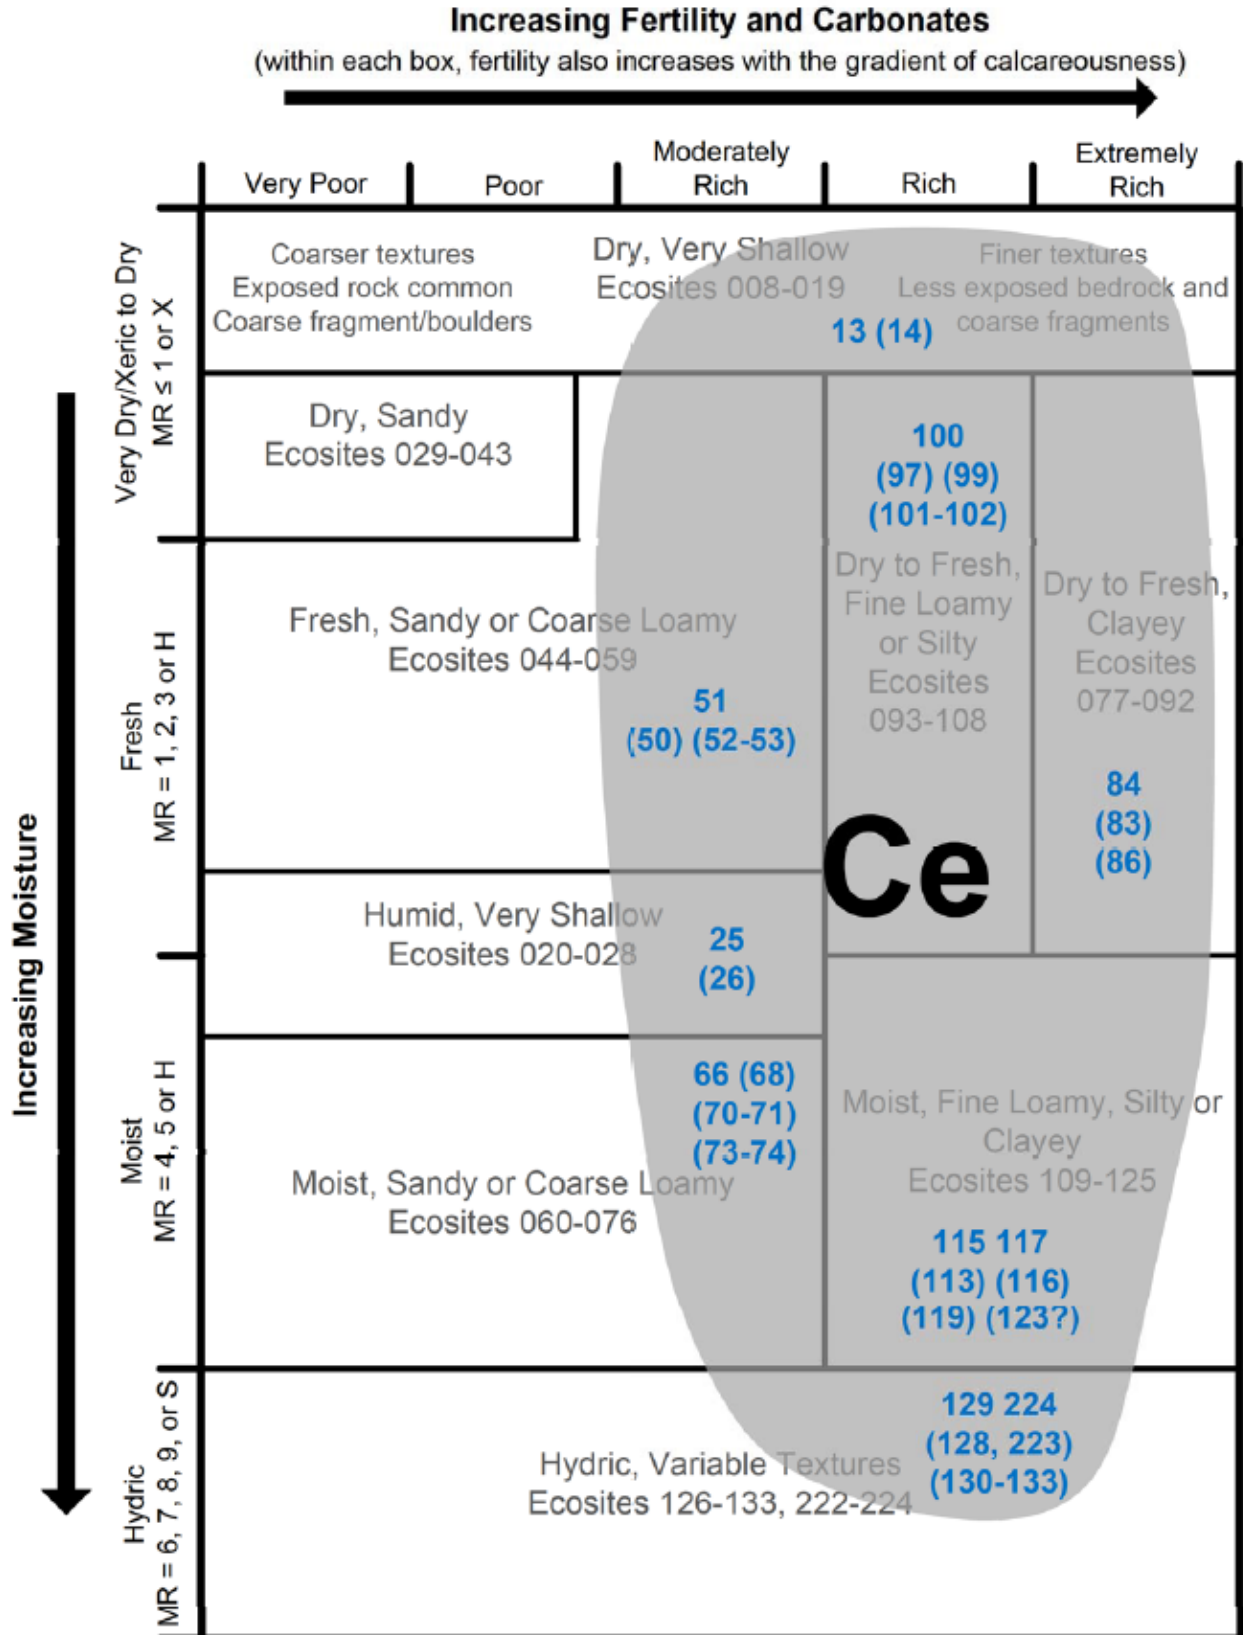 Increasing Fertility and Carbonates
(within each box, fertility also increases with the gradient of calcareousness)
Very Poor
Poor
Moderately
Rich
Rich
Extremely
Rich
Increasing Moisture
Very Dry/Xeric to Dry
MR ≤ 1 or X
Coarser textures
Exposed rock common
Coarse fragment/boulders
Dry, Very Shallow
Ecosites 008-019
13 (14)
Finer textures
Less exposed bedrock and
coarse fragments
Dry, Sandy
Ecosites 029-043
100
(97) (99)
(101-102)
Dry to Fresh,
Fine Loamy
or Silty
Ecosites
093-108
Dry to Fresh,
Clayey
Ecosites
077-092
84
(83)
(86)
Fresh
MR = 1, 2, 3 or H
Fresh, Sandy or Coarse Loamy
Ecosites 044-059
51
(50) (52-53)
Ce
Humid, Very Shallow
Ecosites 020-028
25
(26)
Moist
MR = 4, 5 or H
66 (68)
(70-71)
(73-74)
Moist, Sandy or Coarse Loamy
Ecosites 060-076
Moist, Fine Loamy, Silty or
Clayey
Ecosites 109-125
115 117
(113) (116)
(119) (123?)
Hydric
MR = 6, 7, 8, 9, or S
Hydric, Variable Textures
Ecosites 126-133, 222-224
129 224
(128, 223)
(130-133)